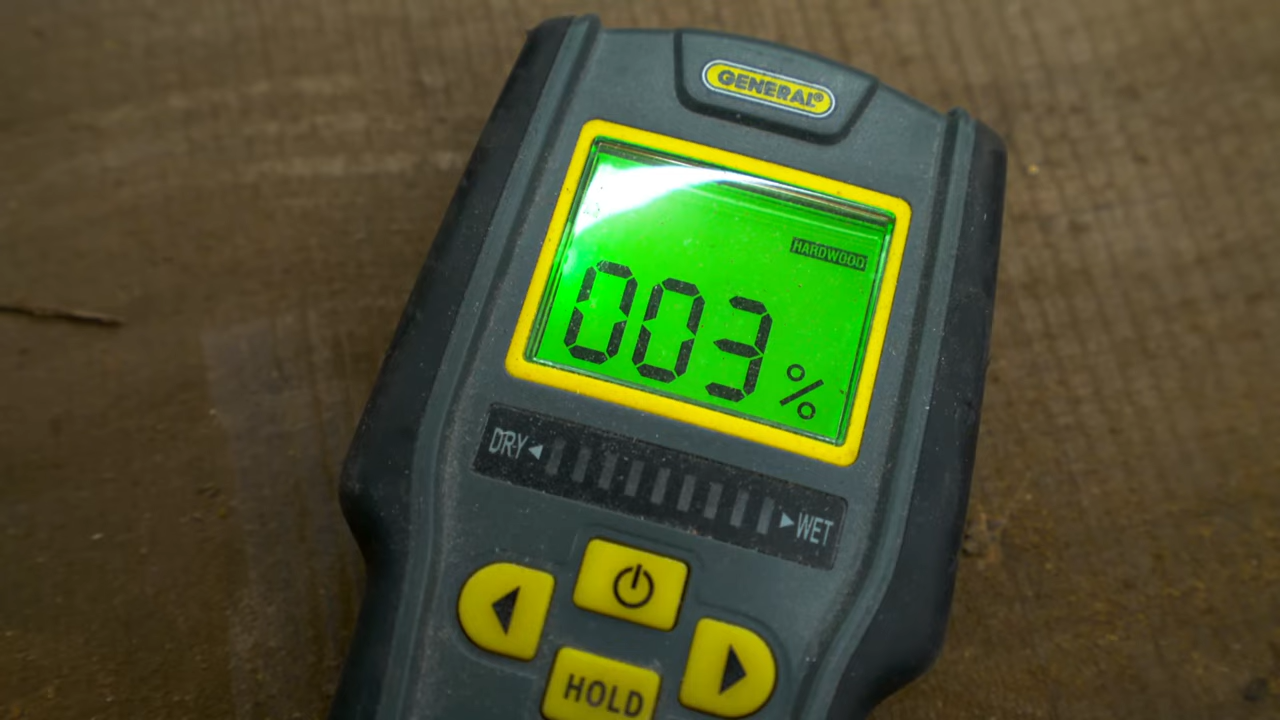 GENERAL®
HARDWOOD
003%
DRY ◀ ▶ WET
HOLD